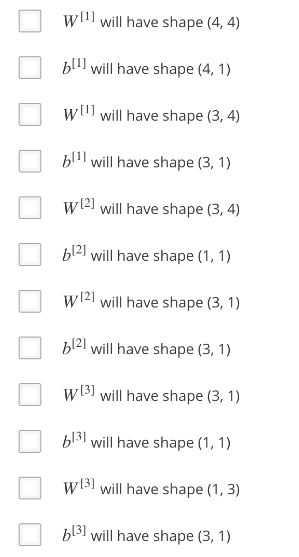 W[1] will have shape (4, 4)
b[1] will have shape (4, 1)
W[1] will have shape (3, 4)
b[1] will have shape (3, 1)
W[2] will have shape (3, 4)
b[2] will have shape (1, 1)
W[2] will have shape (3, 1)
b[2] will have shape (3, 1)
W[3] will have shape (3, 1)
b[3] will have shape (1, 1)
W[3] will have shape (1, 3)
b[3] will have shape (3, 1)